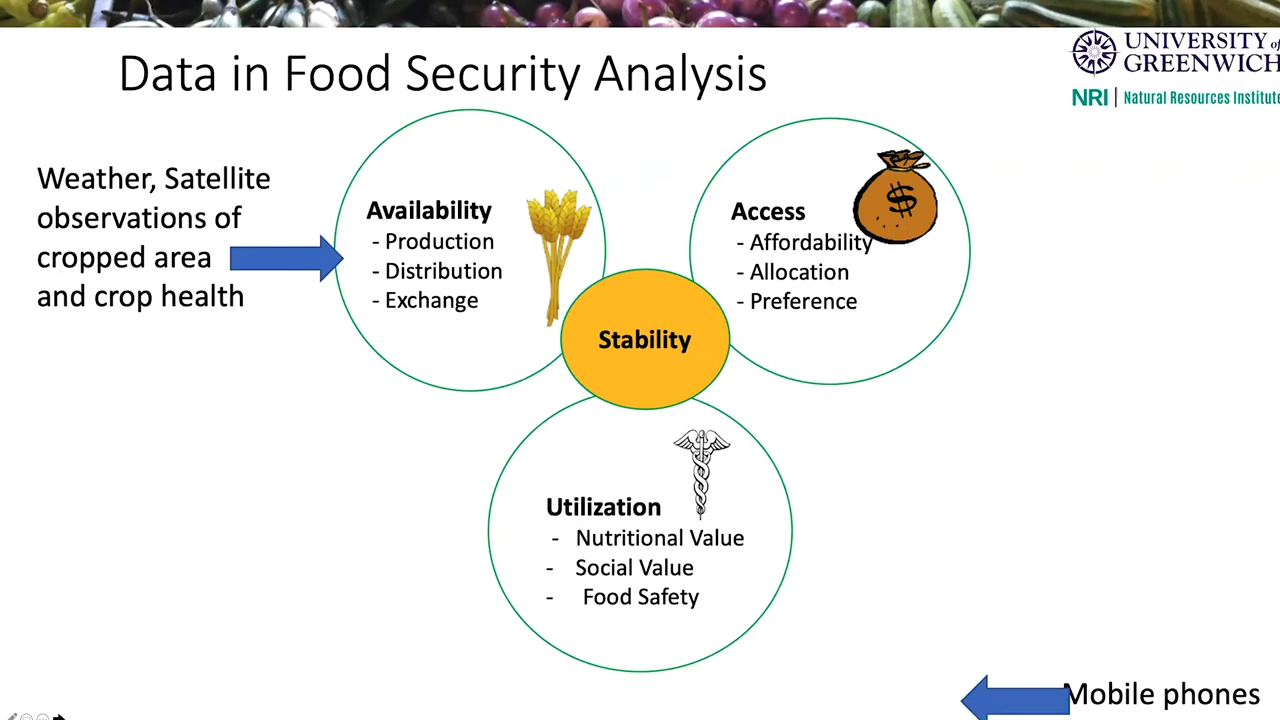 UNIVERSITY of
GREENWICH
NRI | Natural Resources Institute
Data in Food Security Analysis
Weather, Satellite
observations of
cropped area
and crop health
Availability
- Production
- Distribution
- Exchange
Access
- Affordability
- Allocation
- Preference
$
Stability
Utilization
- Nutritional Value
- Social Value
- Food Safety
Mobile phones